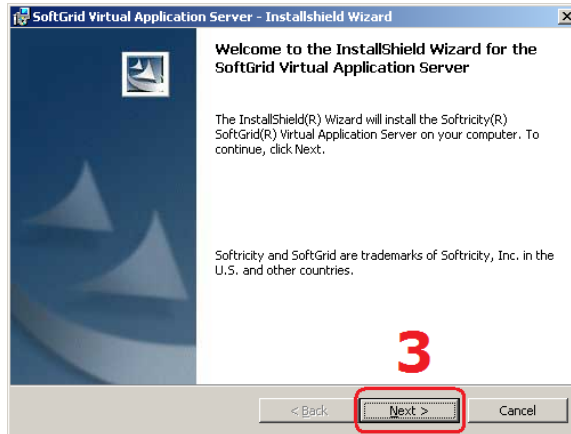 SoftGrid Virtual Application Server - Installshield Wizard
Welcome to the InstallShield Wizard for the
SoftGrid Virtual Application Server
The InstallShield(R) Wizard will install the Softricity(R)
SoftGrid(R) Virtual Application Server on your computer. To
continue, click Next.
Softricity and SoftGrid are trademarks of Softricity, Inc. in the
U.S. and other countries.
3
< Back Next > Cancel